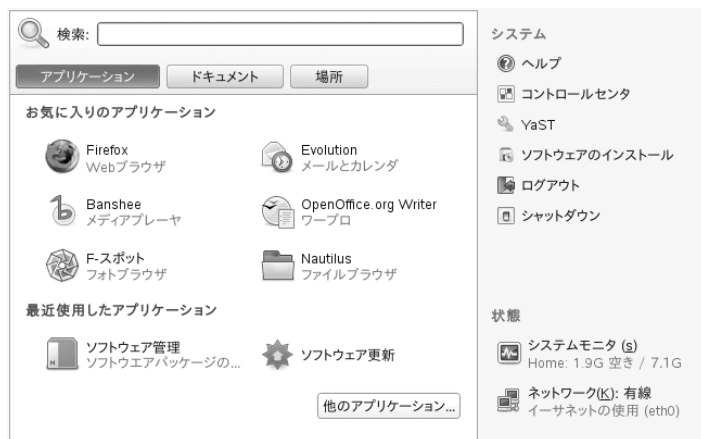 検索:
アプリケーション
ドキュメント
場所
お気に入りのアプリケーション
Firefox
Webブラウザ
Evolution
メールとカレンダ
Banshee
メディアプレーヤ
OpenOffice.org Writer
ワープロ
F-スポット
フォトブラウザ
Nautilus
ファイルブラウザ
最近使用したアプリケーション
ソフトウェア管理
ソフトウエアパッケージの...
ソフトウェア更新
他のアプリケーション...
システム
ヘルプ
コントロールセンタ
YaST
ソフトウェアのインストール
ログアウト
シャットダウン
状態
システムモニタ (s)
Home: 1.9G 空き / 7.1G
ネットワーク(K): 有線
イーサネットの使用 (eth0)